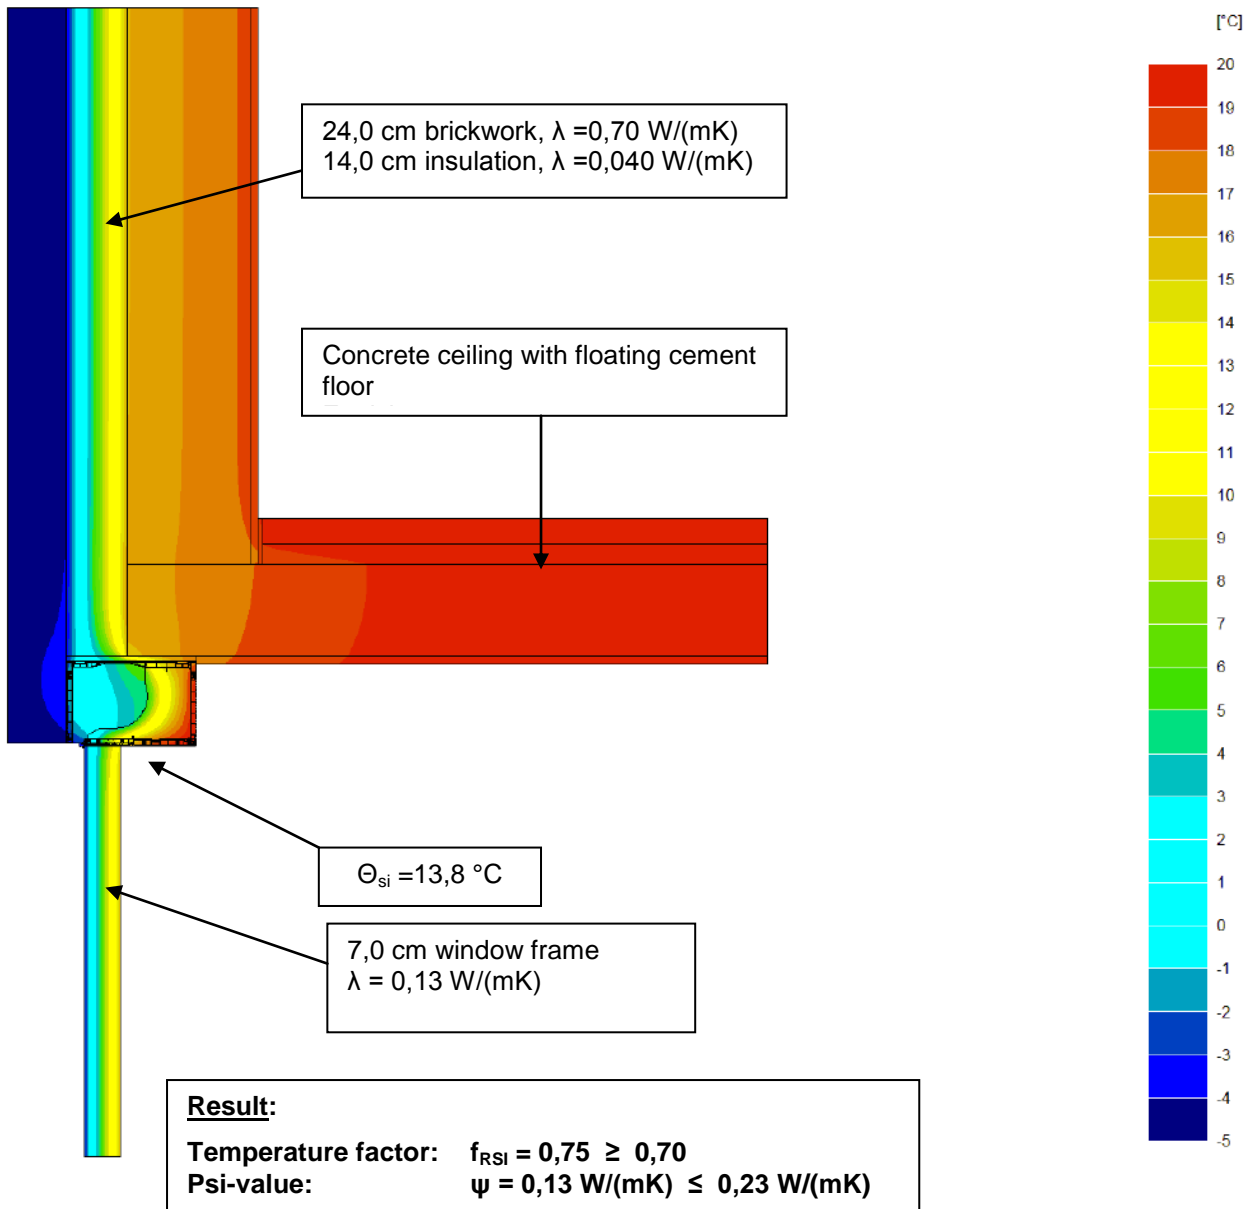 [°C]
24,0 cm brickwork, λ =0,70 W/(mK)
14,0 cm insulation, λ =0,040 W/(mK)
Concrete ceiling with floating cement
floor
Θsi =13,8 °C
7,0 cm window frame
λ = 0,13 W/(mK)
Result:
Temperature factor: fRSI = 0,75 ≥ 0,70
Psi-value: ψ = 0,13 W/(mK) ≤ 0,23 W/(mK)
20
19
18
17
16
15
14
13
12
11
10
9
8
7
6
5
4
3
2
1
0
-1
-2
-3
-4
-5